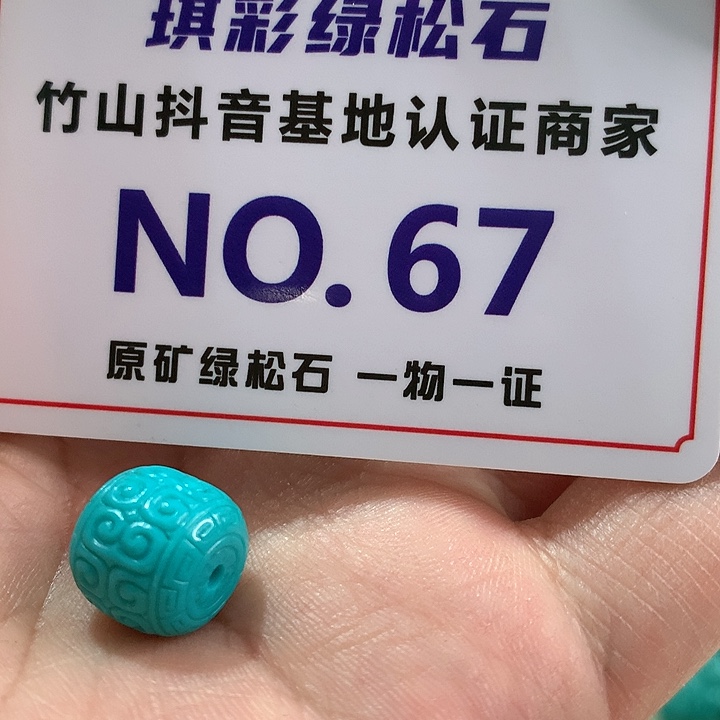 琪彩绿松石
竹山抖音基地认证商家
NO. 67
原矿绿松石 一物一证